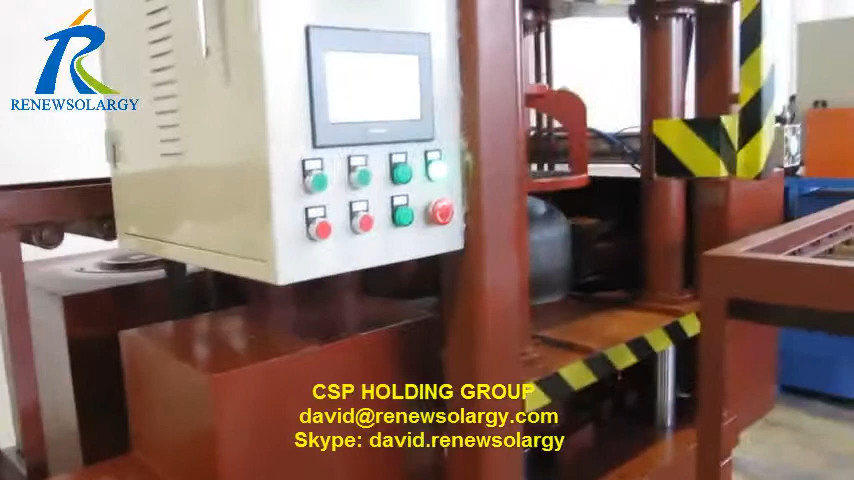 RENEWSOLARGY
CSP HOLDING GROUP
david@renewsolargy.com
Skype: david.renewsolargy